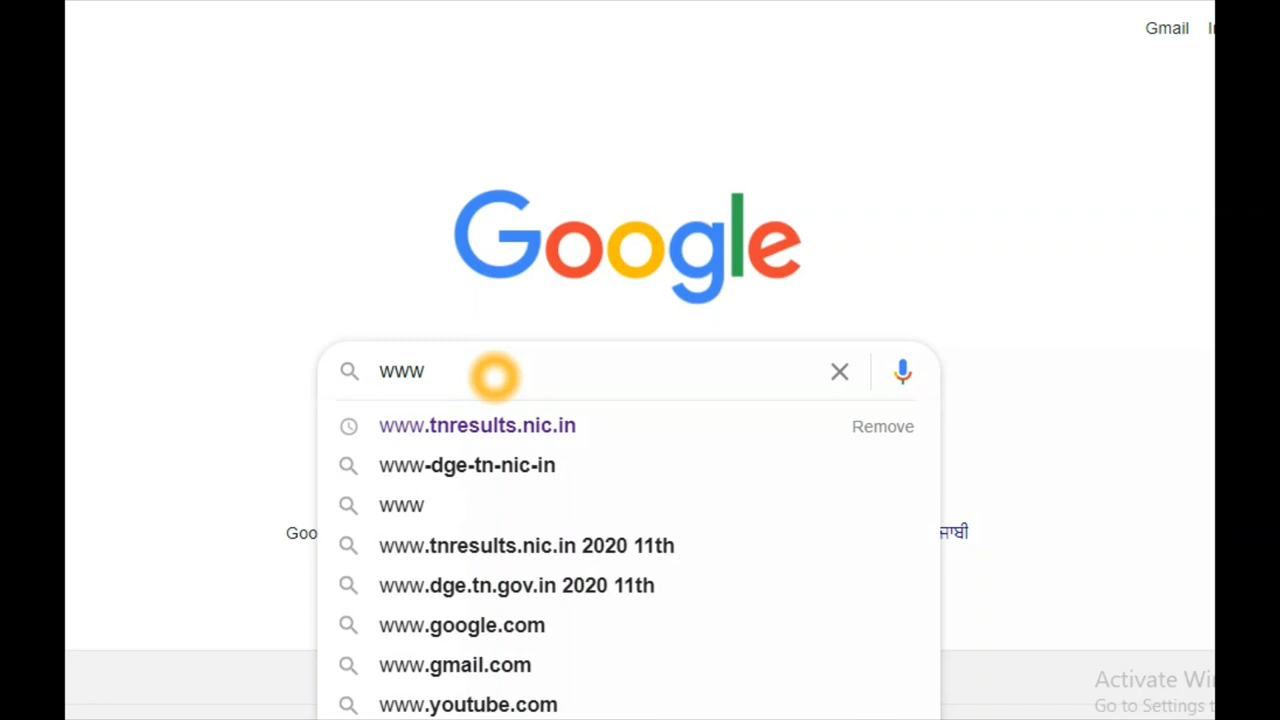 Gmail
Google
www
www.tnresults.nic.in Remove
www-dge-tn-nic-in
www
www.tnresults.nic.in 2020 11th
Goo
www.dge.tn.gov.in 2020 11th
www.google.com
www.gmail.com
Activate Wi
Go to Settings t
www.youtube.com